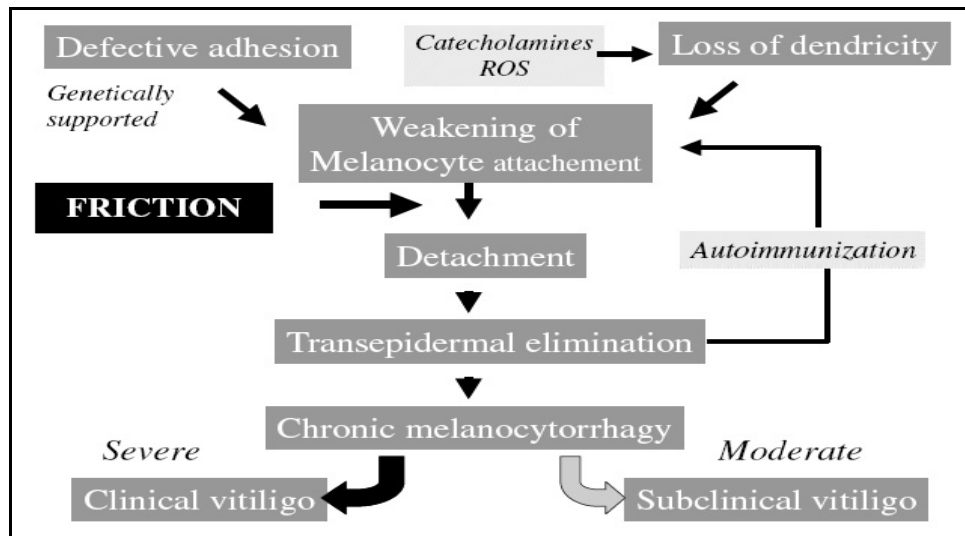 Defective adhesion
Catecholamines
ROS
Loss of dendricity
Genetically
supported
Weakening of
Melanocyte attachement
FRICTION
Detachment
Autoimmunization
Transepidermal elimination
Chronic melanocytorrhagy
Severe
Moderate
Clinical vitiligo
Subclinical vitiligo